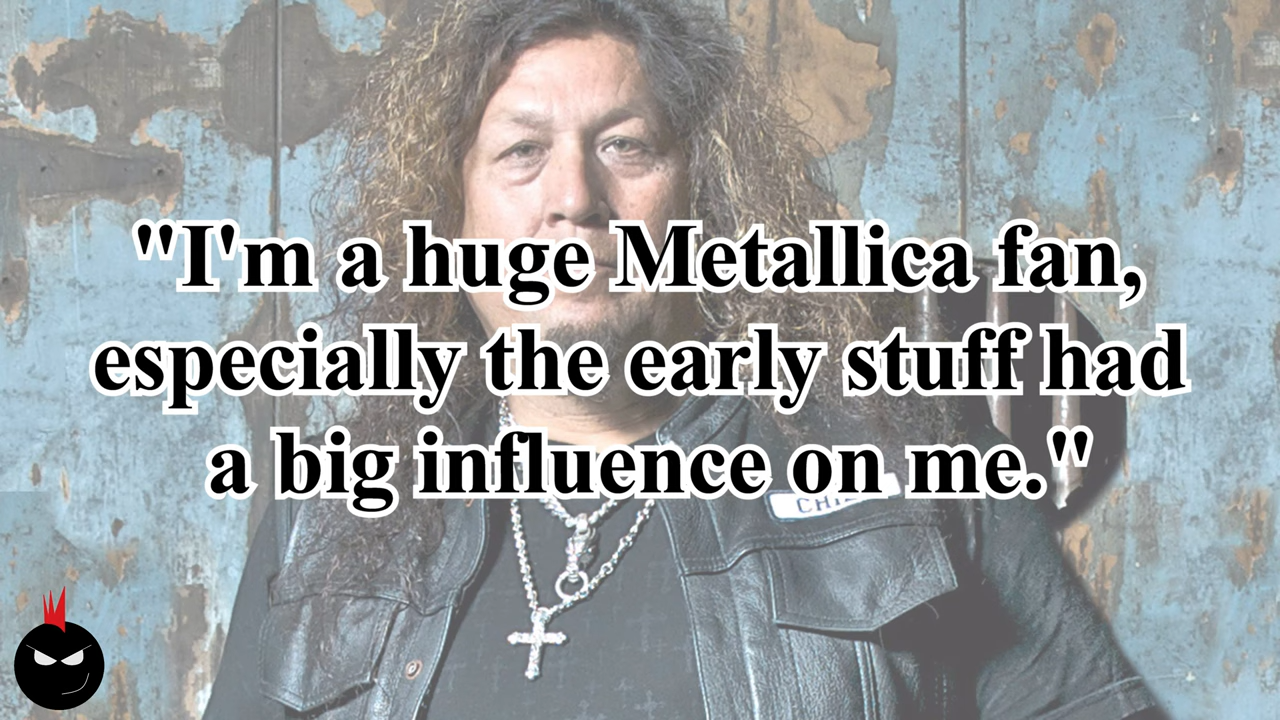 "I'm a huge Metallica fan,
especially the early stuff had
a big influence on me."